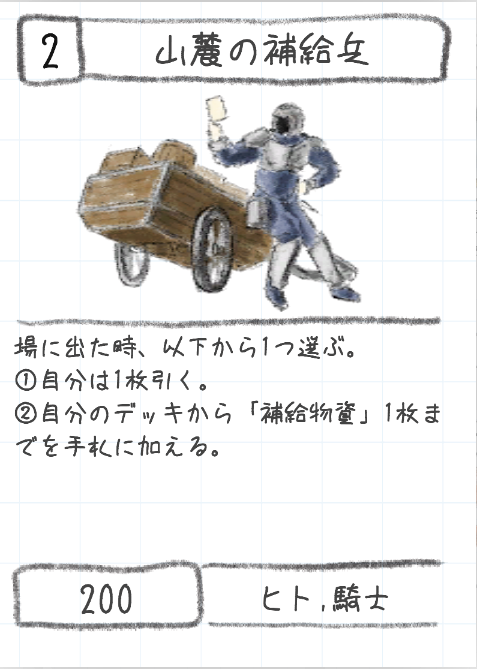 2
山麓の補給兵
場に出た時、以下から1つ選ぶ。
①自分は1枚引く。
②自分のデッキから「補給物資」1枚ま
でを手札に加える。
200
ヒト,騎士